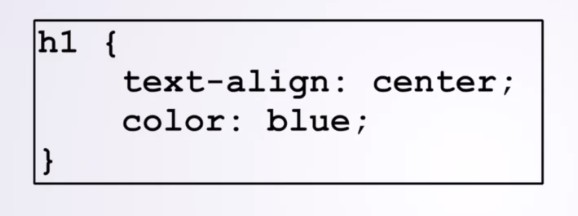 h1 {
text-align: center;
color: blue;
}